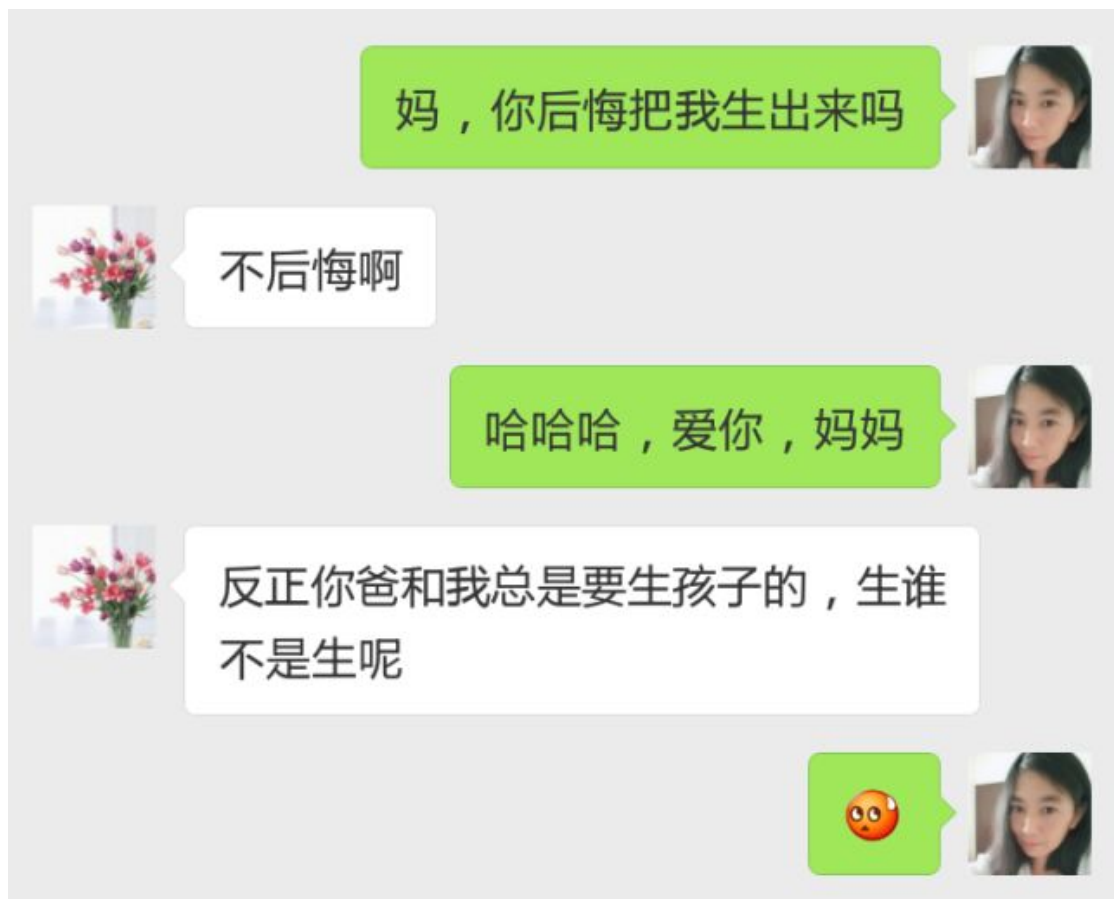 妈，你后悔把我生出来吗
不后悔啊
哈哈哈，爱你，妈妈
反正你爸和我总是要生孩子的，生谁
不是生呢